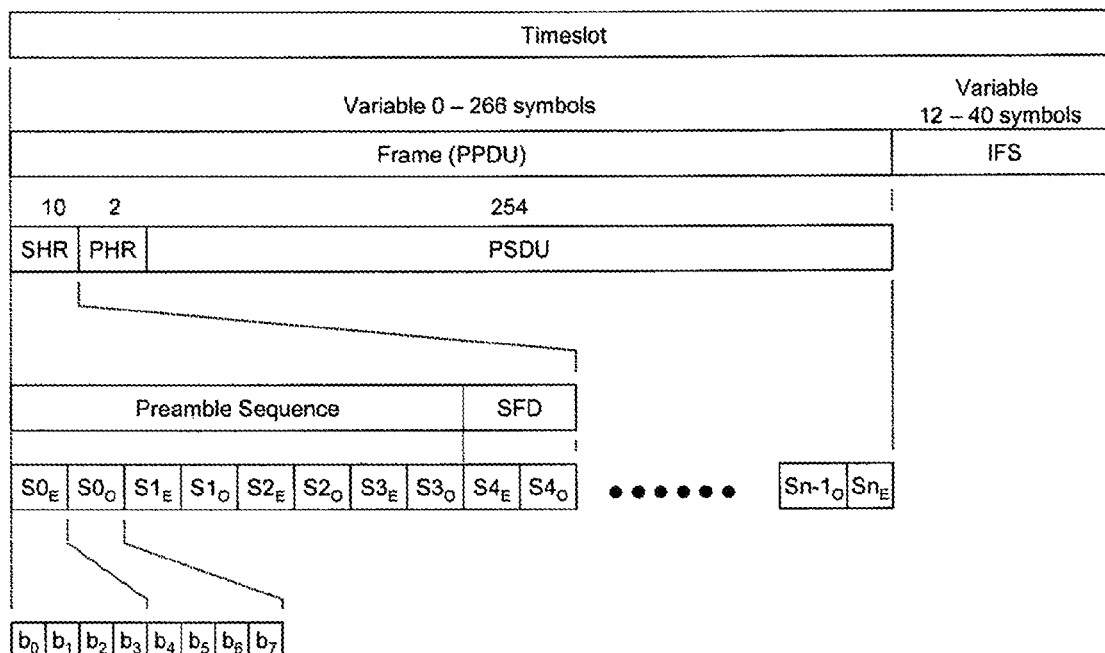 Timeslot
Variable 0 – 266 symbols
Variable
12 – 40 symbols
Frame (PPDU)
IFS
10 2 254
SHR PHR PSDU
Preamble Sequence SFD
S0E S0O S1E S1O S2E S2O S3E S3O S4E S4O Sn-1O SnE
b0 b1 b2 b3 b4 b5 b6 b7